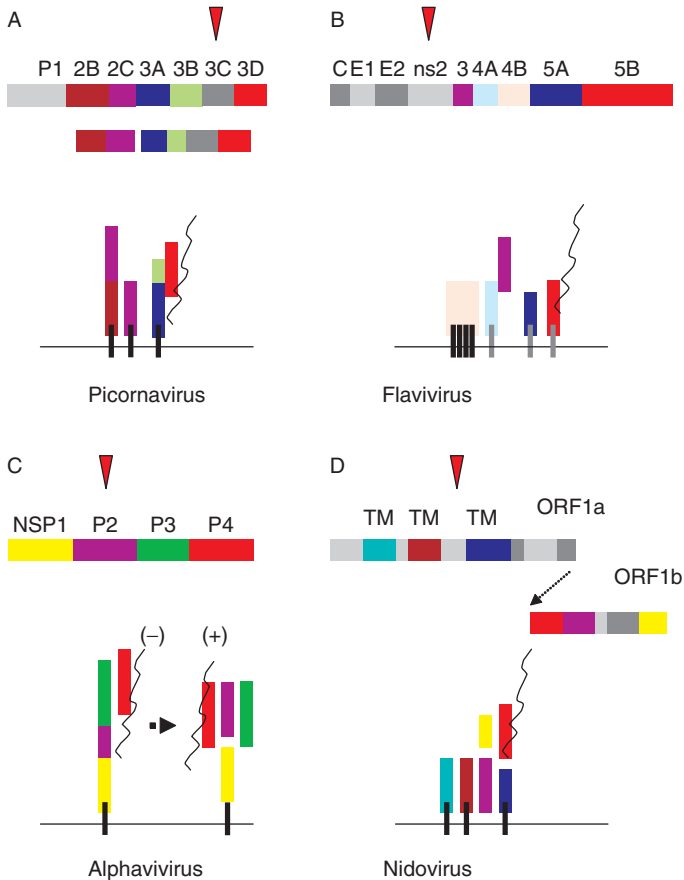 A
P1 2B 2C 3A 3B 3C 3D
Picornavirus
B
C E1 E2 ns2 3 4A 4B 5A 5B
Flavivirus
C
NSP1 P2 P3 P4
(–) (+)
Alphavivirus
D
TM TM TM ORF1a
ORF1b
Nidovirus